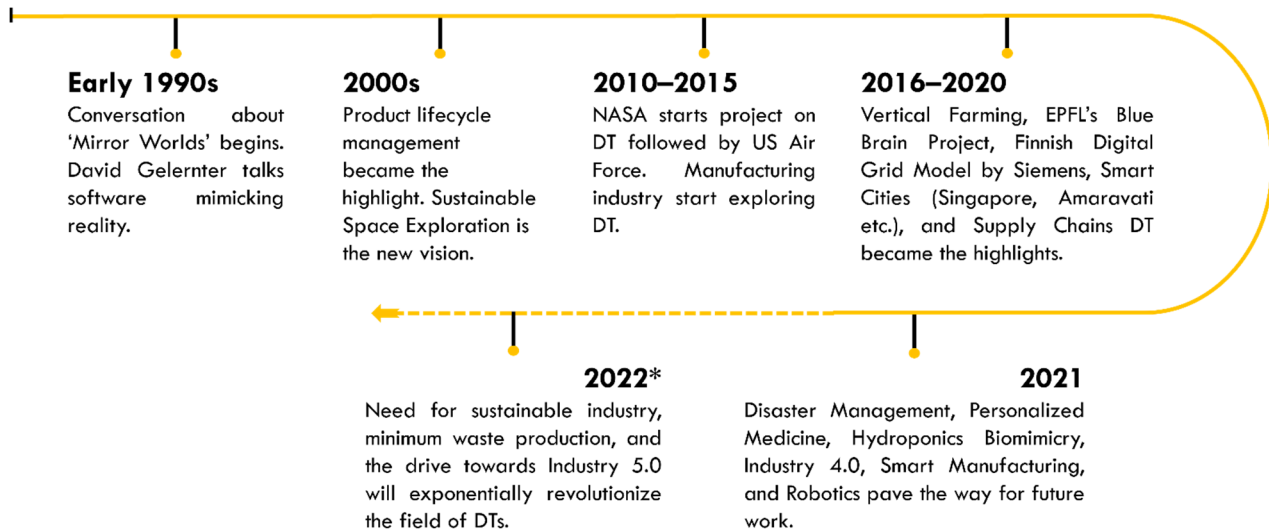 Early 1990s
Conversation about
‘Mirror Worlds’ begins.
David Gelernter talks
software mimicking
reality.
2000s
Product lifecycle
management
became the
highlight. Sustainable
Space Exploration is
the new vision.
2010–2015
NASA starts project on
DT followed by US Air
Force. Manufacturing
industry start exploring
DT.
2016–2020
Vertical Farming, EPFL’s Blue
Brain Project, Finnish Digital
Grid Model by Siemens, Smart
Cities (Singapore, Amaravati
etc.), and Supply Chains DT
became the highlights.
2021
Disaster Management, Personalized
Medicine, Hydroponics Biomimicry,
Industry 4.0, Smart Manufacturing,
and Robotics pave the way for future
work.
2022*
Need for sustainable industry,
minimum waste production, and
the drive towards Industry 5.0
will exponentially revolutionize
the field of DTs.